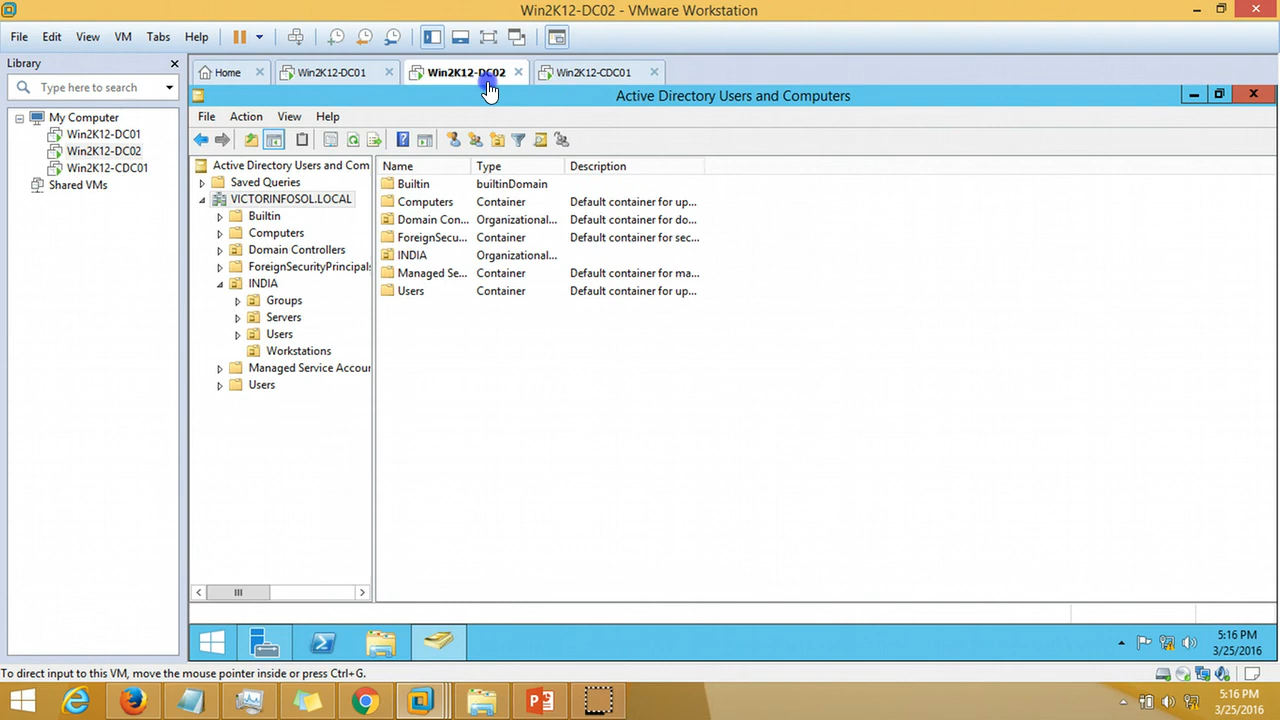 Win2K12-DC02 - VMware Workstation
File Edit View VM Tabs Help
Library
Type here to search
My Computer
Win2K12-DC01
Win2K12-DC02
Win2K12-CDC01
Shared VMs
Home Win2K12-DC01 Win2K12-DC02 Win2K12-CDC01
Active Directory Users and Computers
File Action View Help
Active Directory Users and Com
Saved Queries
VICTORINFOSOL.LOCAL
Builtin
Computers
Domain Controllers
ForeignSecurityPrincipals
INDIA
Groups
Servers
Users
Workstations
Managed Service Accour
Users
Name Type Description
Builtin builtinDomain
Computers Container Default container for up...
Domain Con... Organizational...
Default container for do...
ForeignSecu... Container Default container for sec...
INDIA Organizational...
Managed Se... Container Default container for ma...
Users Container Default container for up...
5:16 PM
3/25/2016
To direct input to this VM, move the mouse pointer inside or press Ctrl+G.
5:16 PM
3/25/2016